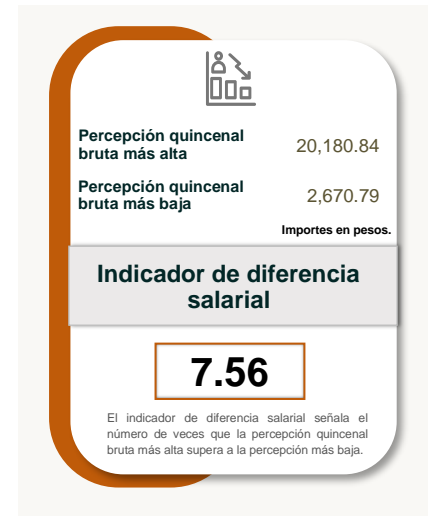 Percepción quincenal
bruta más alta
20,180.84
Percepción quincenal
bruta más baja
2,670.79
Importes en pesos.
Indicador de diferencia
salarial
7.56
El indicador de diferencia salarial señala el
número de veces que la percepción quincenal
bruta más alta supera a la percepción más baja.